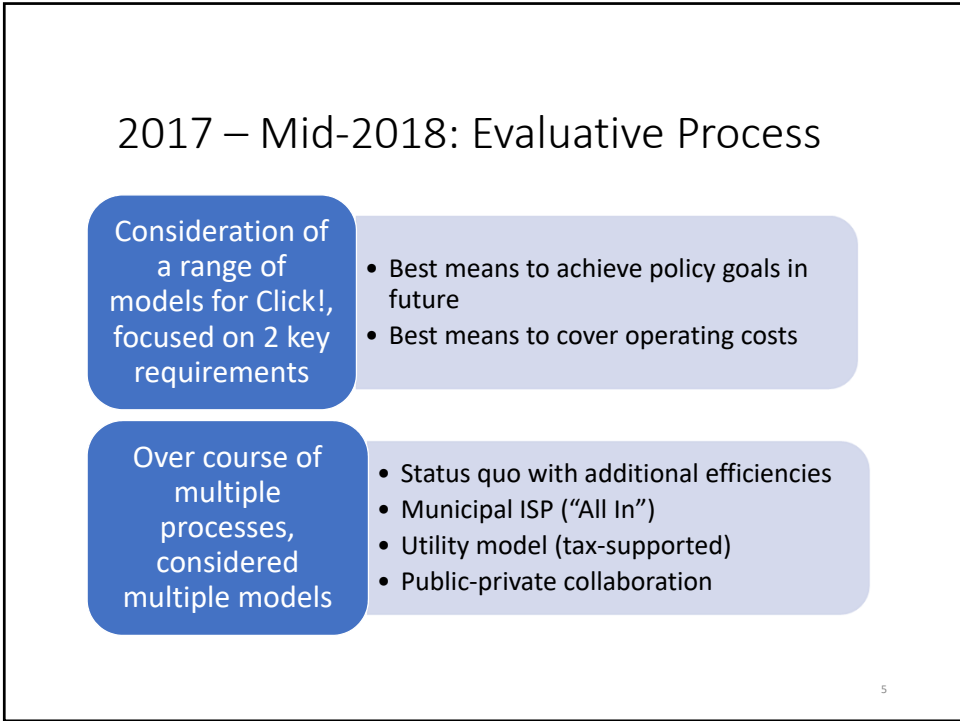 2017 – Mid-2018: Evaluative Process
Consideration of
a range of
models for Click!,
focused on 2 key
requirements
• Best means to achieve policy goals in
future
• Best means to cover operating costs
Over course of
multiple
processes,
considered
multiple models
• Status quo with additional efficiencies
• Municipal ISP (“All In”)
• Utility model (tax-supported)
• Public-private collaboration
5